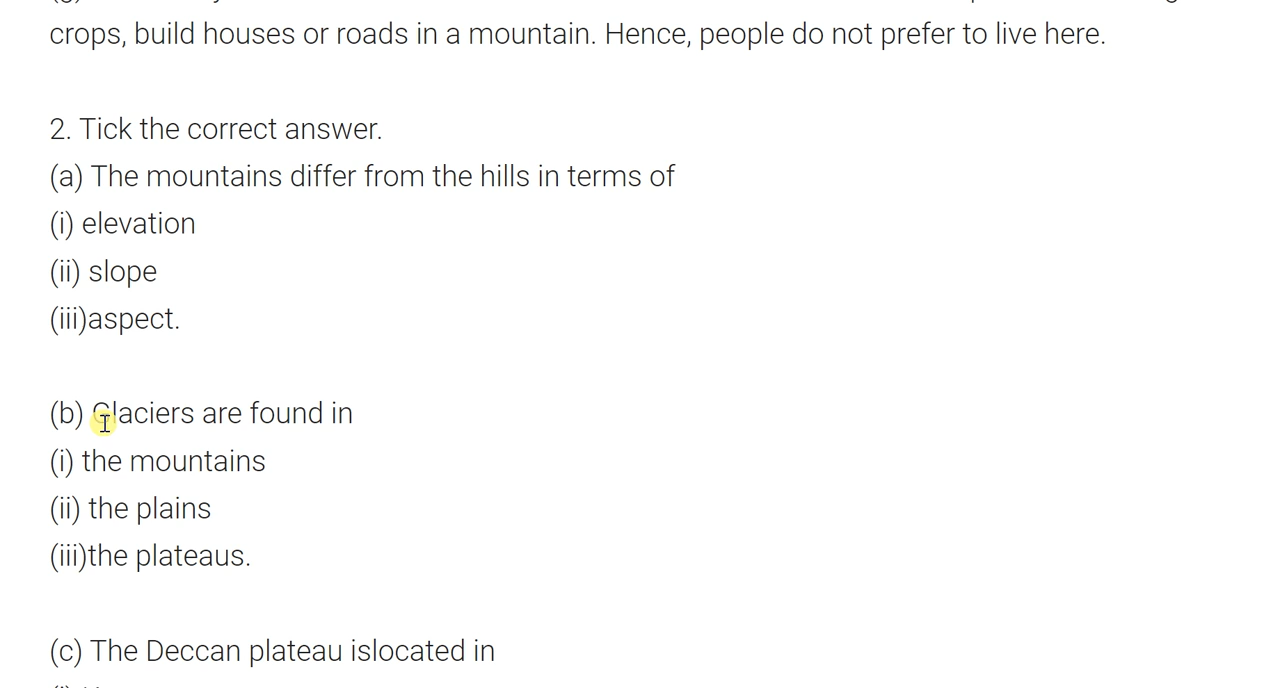 crops, build houses or roads in a mountain. Hence, people do not prefer to live here.
2. Tick the correct answer.
(a) The mountains differ from the hills in terms of
(i) elevation
(ii) slope
(iii)aspect.
(b) Glaciers are found in
(i) the mountains
(ii) the plains
(iii)the plateaus.
(c) The Deccan plateau islocated in